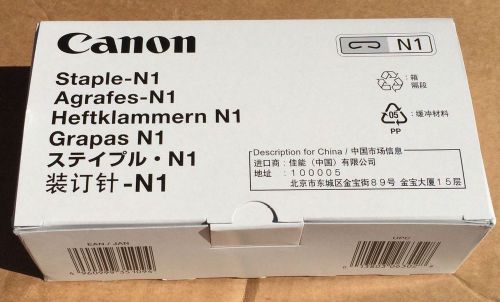 Canon
N1
Staple-N1
Agrafes-N1
Heftklammern N1
Grapas N1
ステイプル・N1
装订针-N1
：箱
隔段
05
PP
：缓冲材料
Description for China / 中国市场信息
进口商：佳能（中国）有限公司
地址：100005
北京市东城区金宝街89号 金宝大厦15层
EAN / JAN
UPC